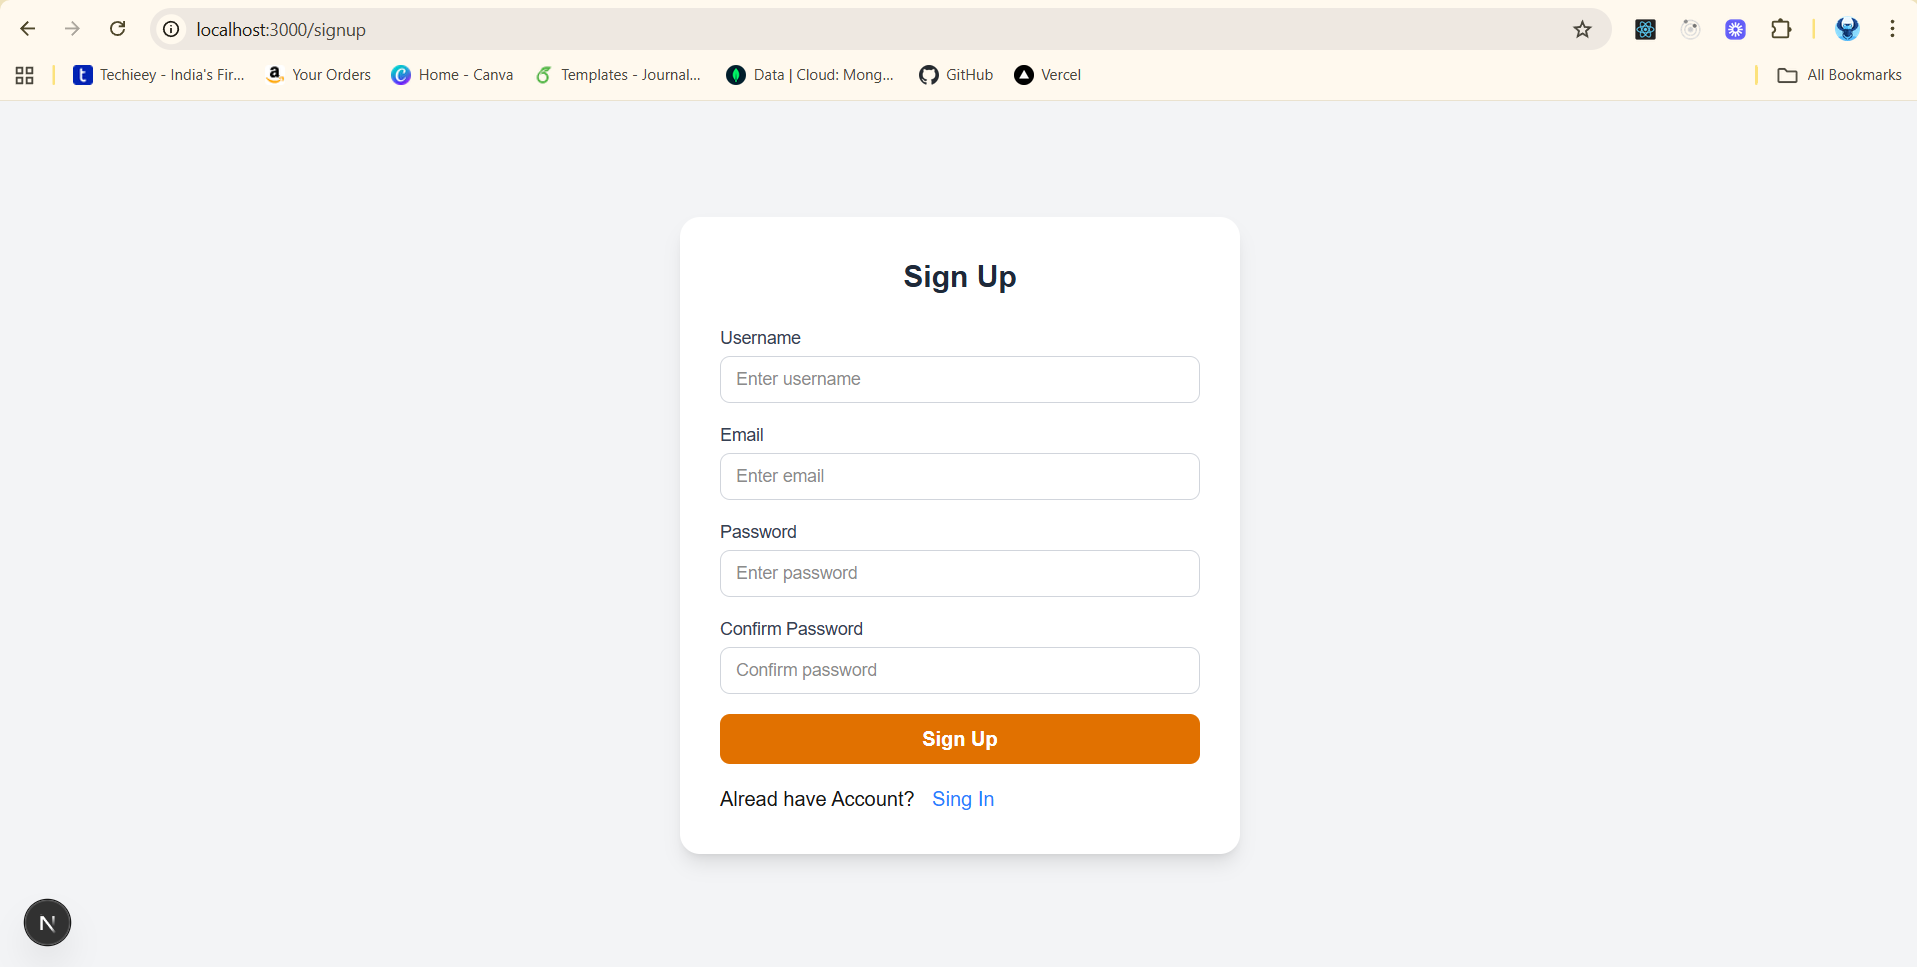 localhost:3000/signup
Techieey - India's Fir... Your Orders Home - Canva Templates - Journal... Data | Cloud: Mong... GitHub Vercel All Bookmarks
Sign Up
Username
Enter username
Email
Enter email
Password
Enter password
Confirm Password
Confirm password
Sign Up
Alread have Account? Sing In
N